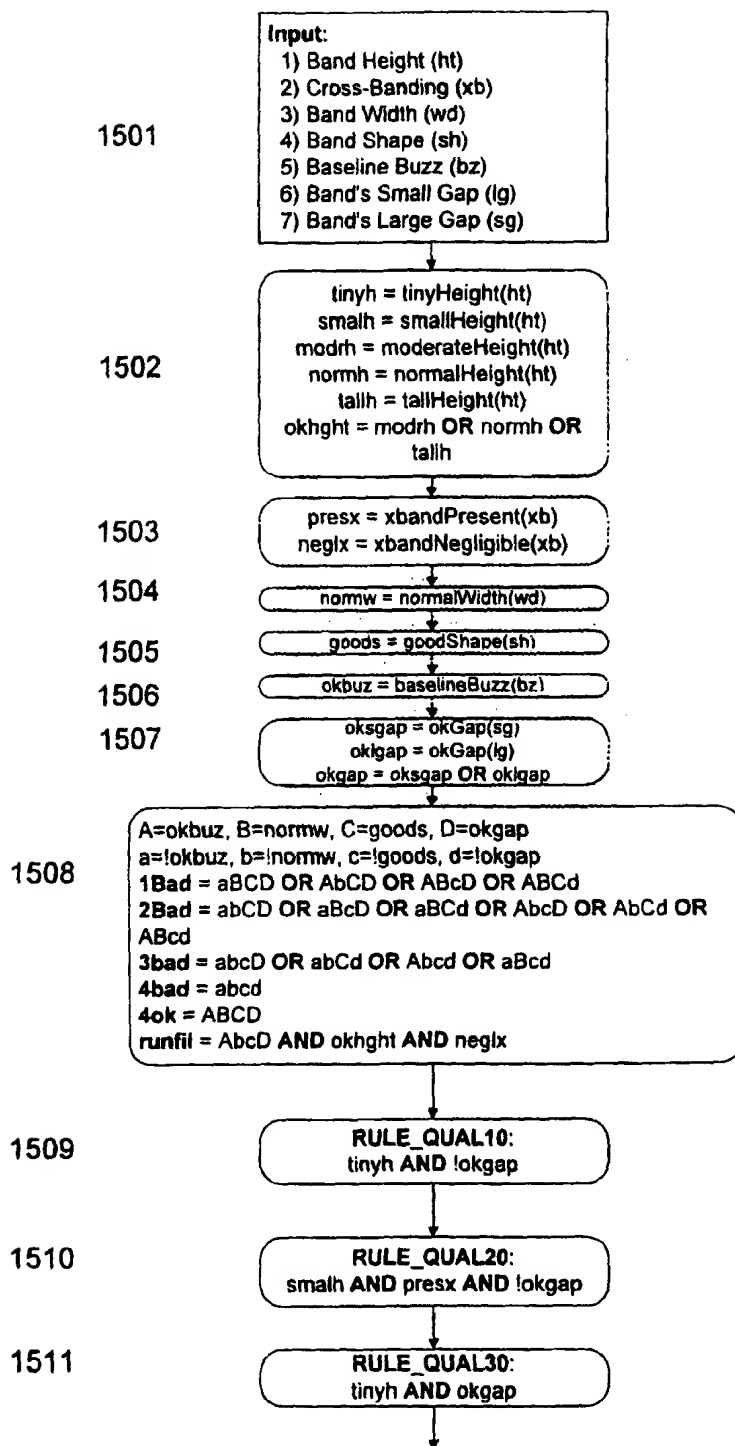 1501
Input:
1) Band Height (ht)
2) Cross-Banding (xb)
3) Band Width (wd)
4) Band Shape (sh)
5) Baseline Buzz (bz)
6) Band's Small Gap (lg)
7) Band's Large Gap (sg)
1502
tinyh = tinyHeight(ht)
smalh = smallHeight(ht)
modrh = moderateHeight(ht)
normh = normalHeight(ht)
tallh = tallHeight(ht)
okhght = modrh OR normh OR
tallh
1503
presx = xbandPresent(xb)
neglx = xbandNegligible(xb)
1504
normw = normalWidth(wd)
1505
goods = goodShape(sh)
1506
okbuz = baselineBuzz(bz)
1507
oksgap = okGap(sg)
oklgap = okGap(lg)
okgap = oksgap OR oklgap
1508
A=okbuz, B=normw, C=goods, D=okgap
a=!okbuz, b=!normw, c=!goods, d=!okgap
1Bad = aBCD OR AbCD OR ABcD OR ABCd
2Bad = abCD OR aBcD OR aBCd OR AbcD OR AbCd OR
ABcd
3bad = abcD OR abCd OR Abcd OR aBcd
4bad = abcd
4ok = ABCD
runfil = AbcD AND okhght AND neglx
1509
RULE_QUAL10:
tinyh AND !okgap
1510
RULE_QUAL20:
smalh AND presx AND !okgap
1511
RULE_QUAL30:
tinyh AND okgap